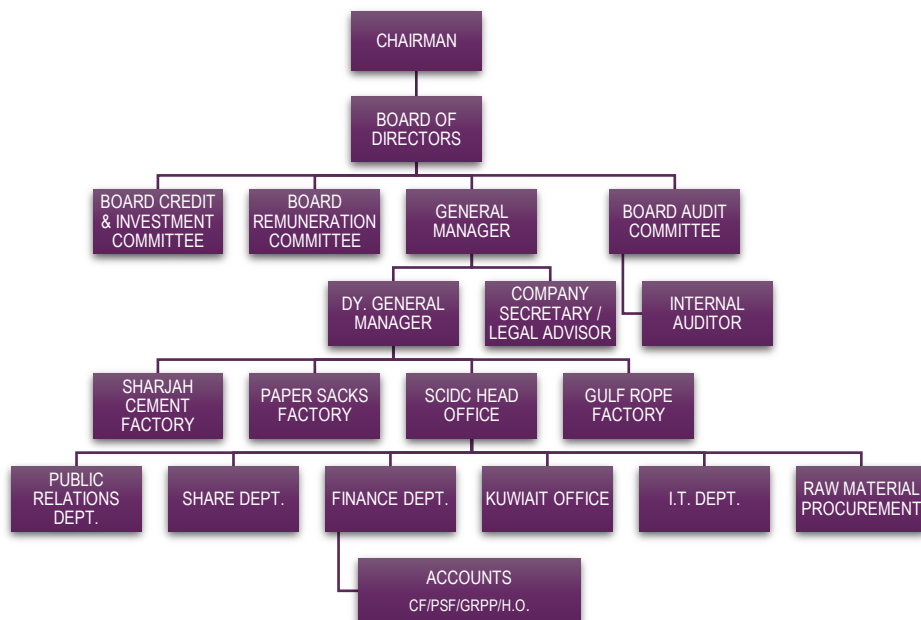 CHAIRMAN
BOARD OF
DIRECTORS
BOARD CREDIT
& INVESTMENT
COMMITTEE
BOARD
REMUNERATION
COMMITTEE
GENERAL
MANAGER
BOARD AUDIT
COMMITTEE
DY. GENERAL
MANAGER
COMPANY
SECRETARY /
LEGAL ADVISOR
INTERNAL
AUDITOR
SHARJAH
CEMENT
FACTORY
PAPER SACKS
FACTORY
SCIDC HEAD
OFFICE
GULF ROPE
FACTORY
PUBLIC
RELATIONS
DEPT.
SHARE DEPT.
FINANCE DEPT.
KUWIAIT OFFICE
I.T. DEPT.
RAW MATERIAL
PROCUREMENT
ACCOUNTS
CF/PSF/GRPP/H.O.